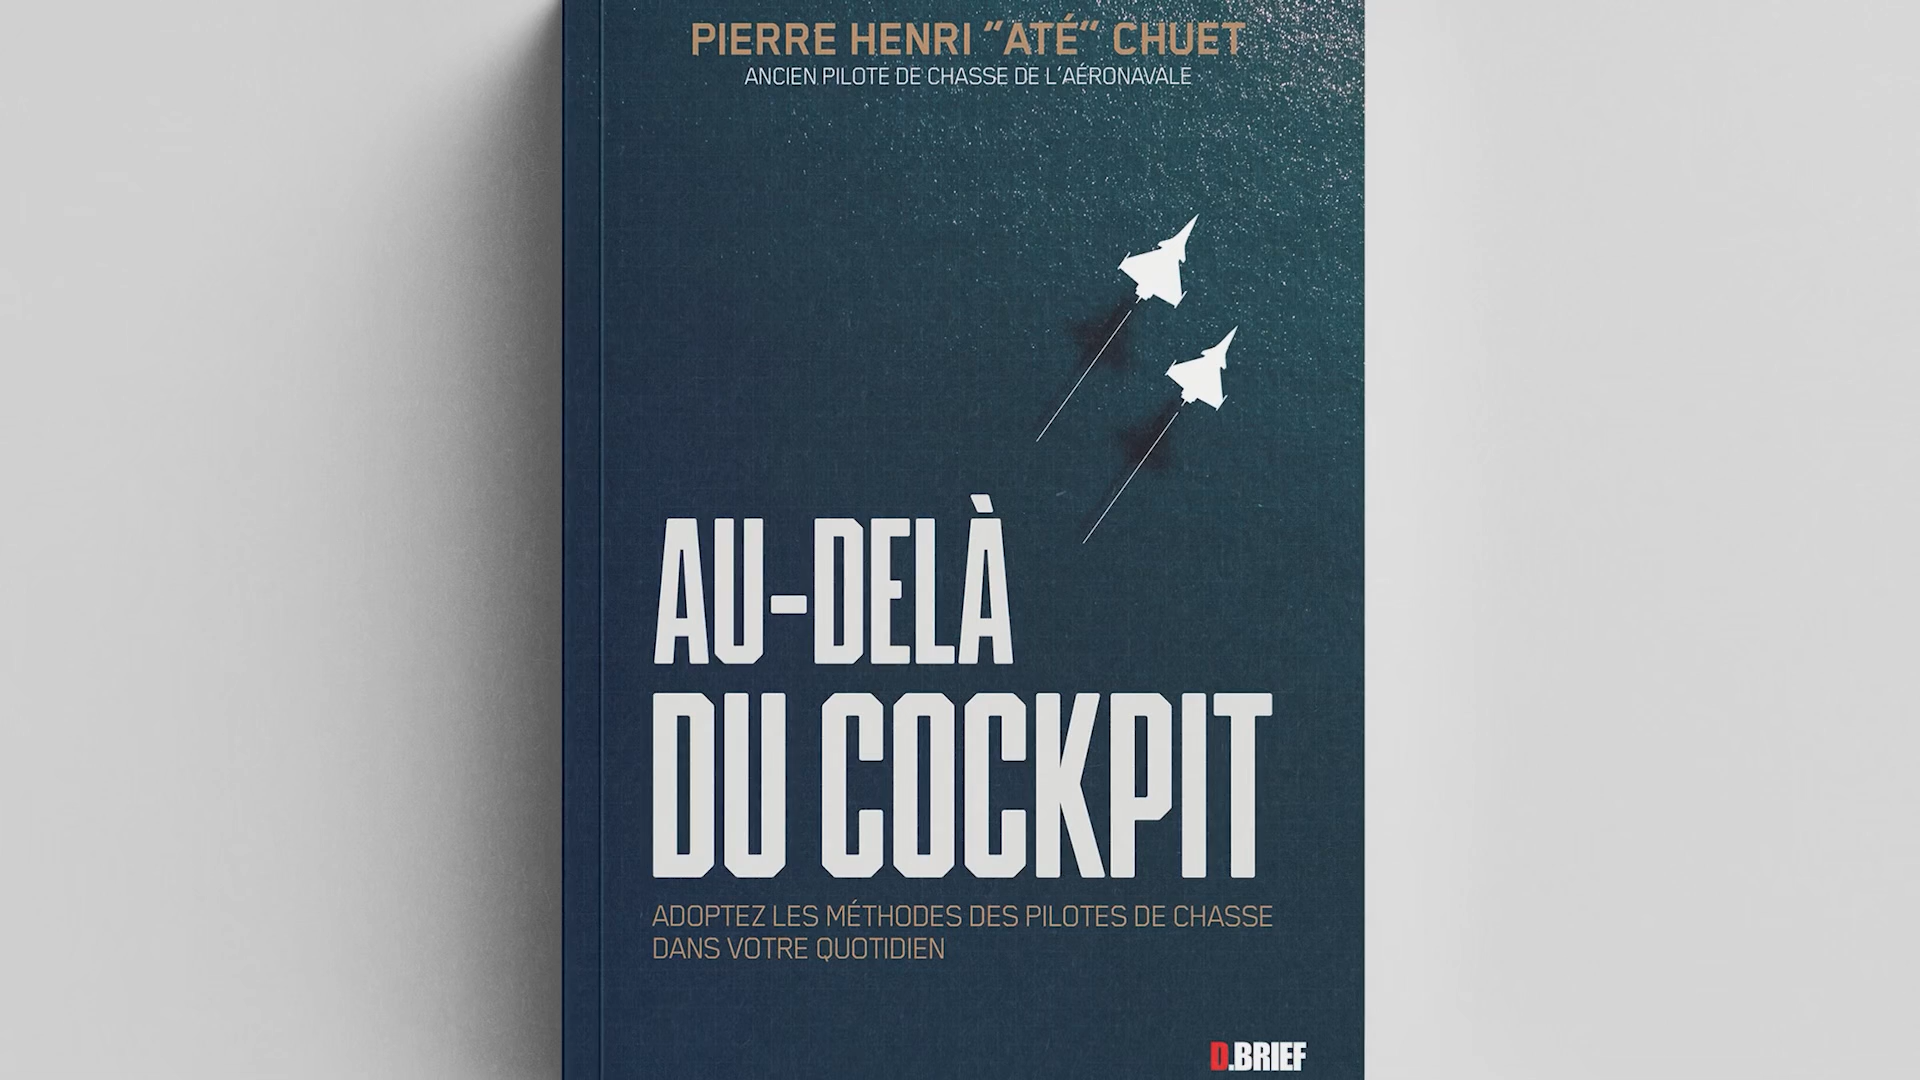 PIERRE HENRI "ATÉ" CHUET
ANCIEN PILOTE DE CHASSE DE L'AÉRONAVALE
AU-DELÀ
DU COCKPIT
ADOPTEZ LES MÉTHODES DES PILOTES DE CHASSE
DANS VOTRE QUOTIDIEN
D.BRIEF